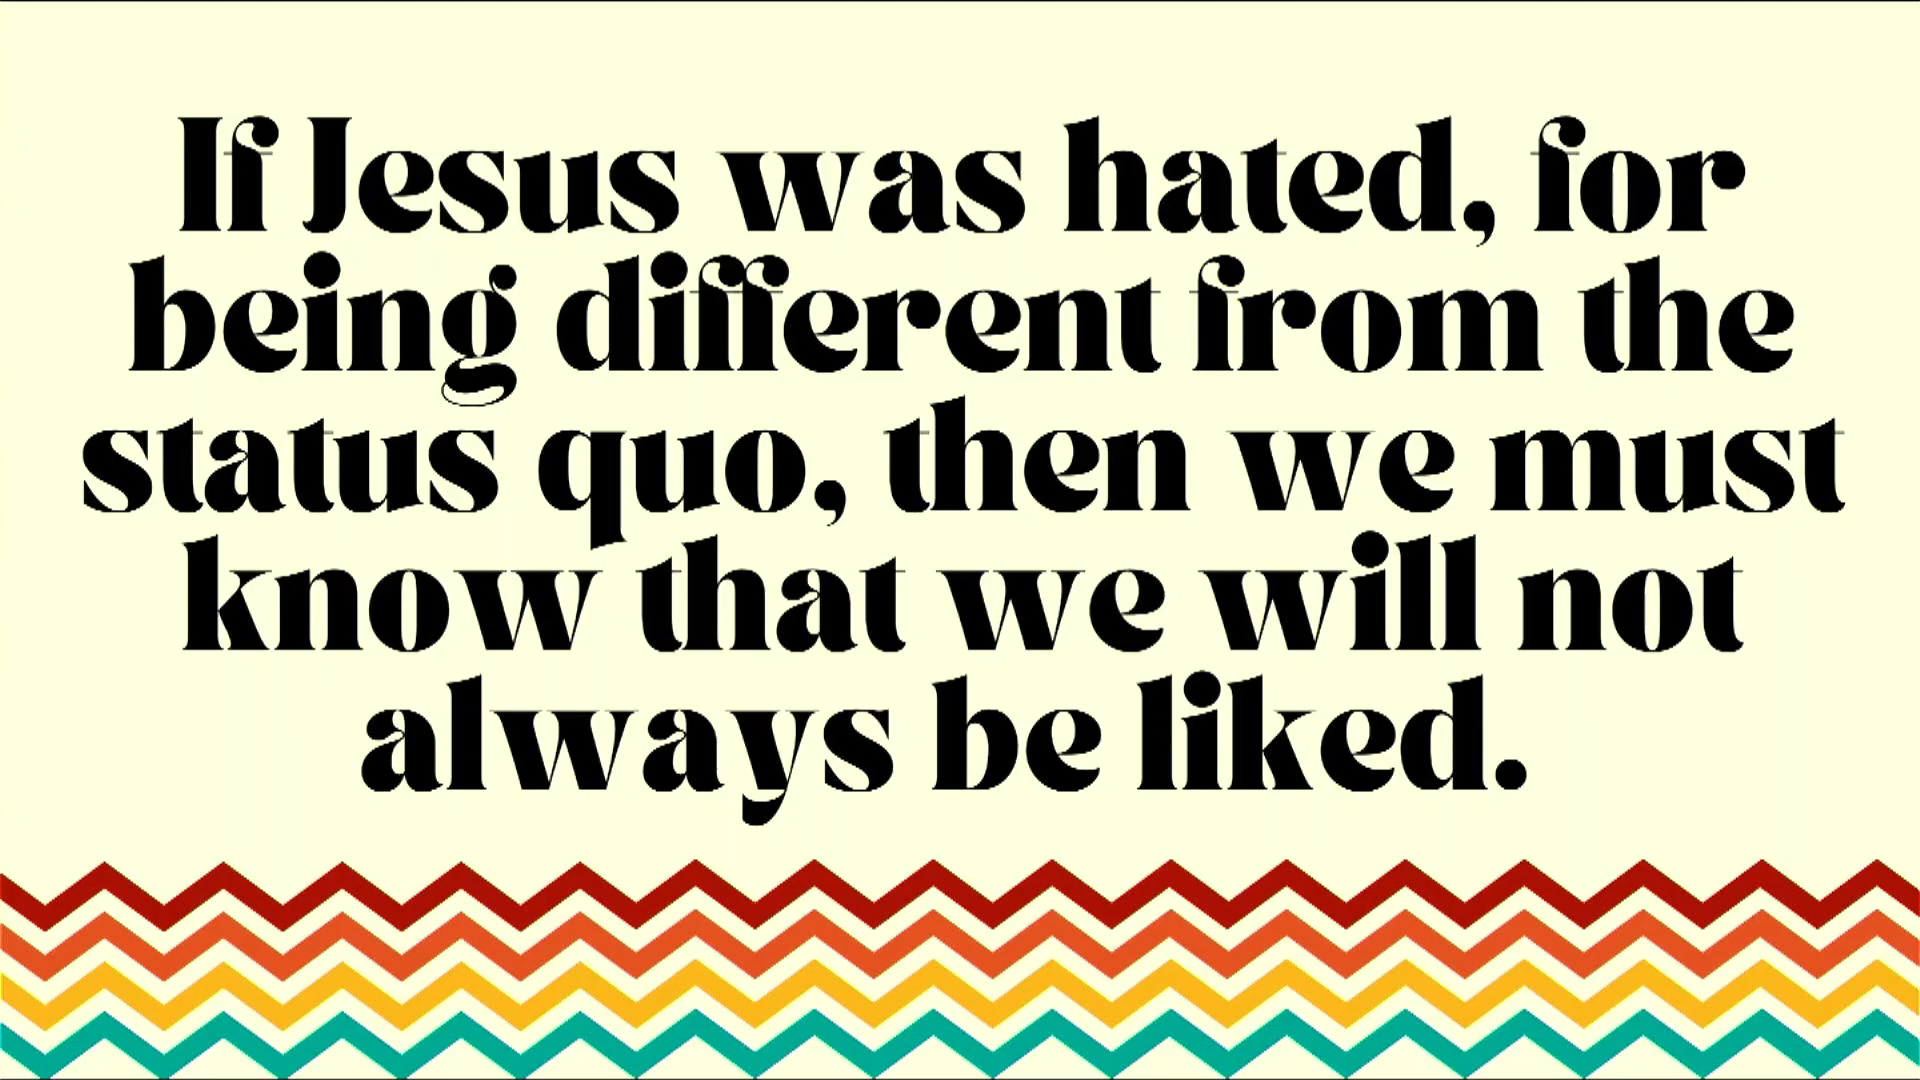 If Jesus was hated, for
being different from the
status quo, then we must
know that we will not
always be liked.